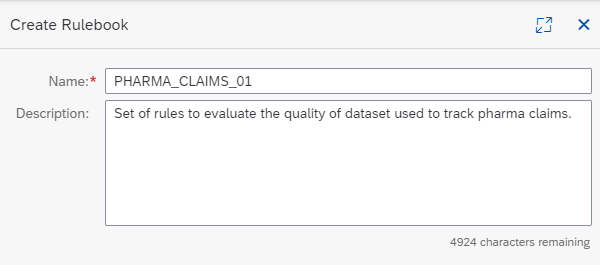 Create Rulebook
Name:* PHARMA_CLAIMS_01
Description: Set of rules to evaluate the quality of dataset used to track pharma claims.
4924 characters remaining